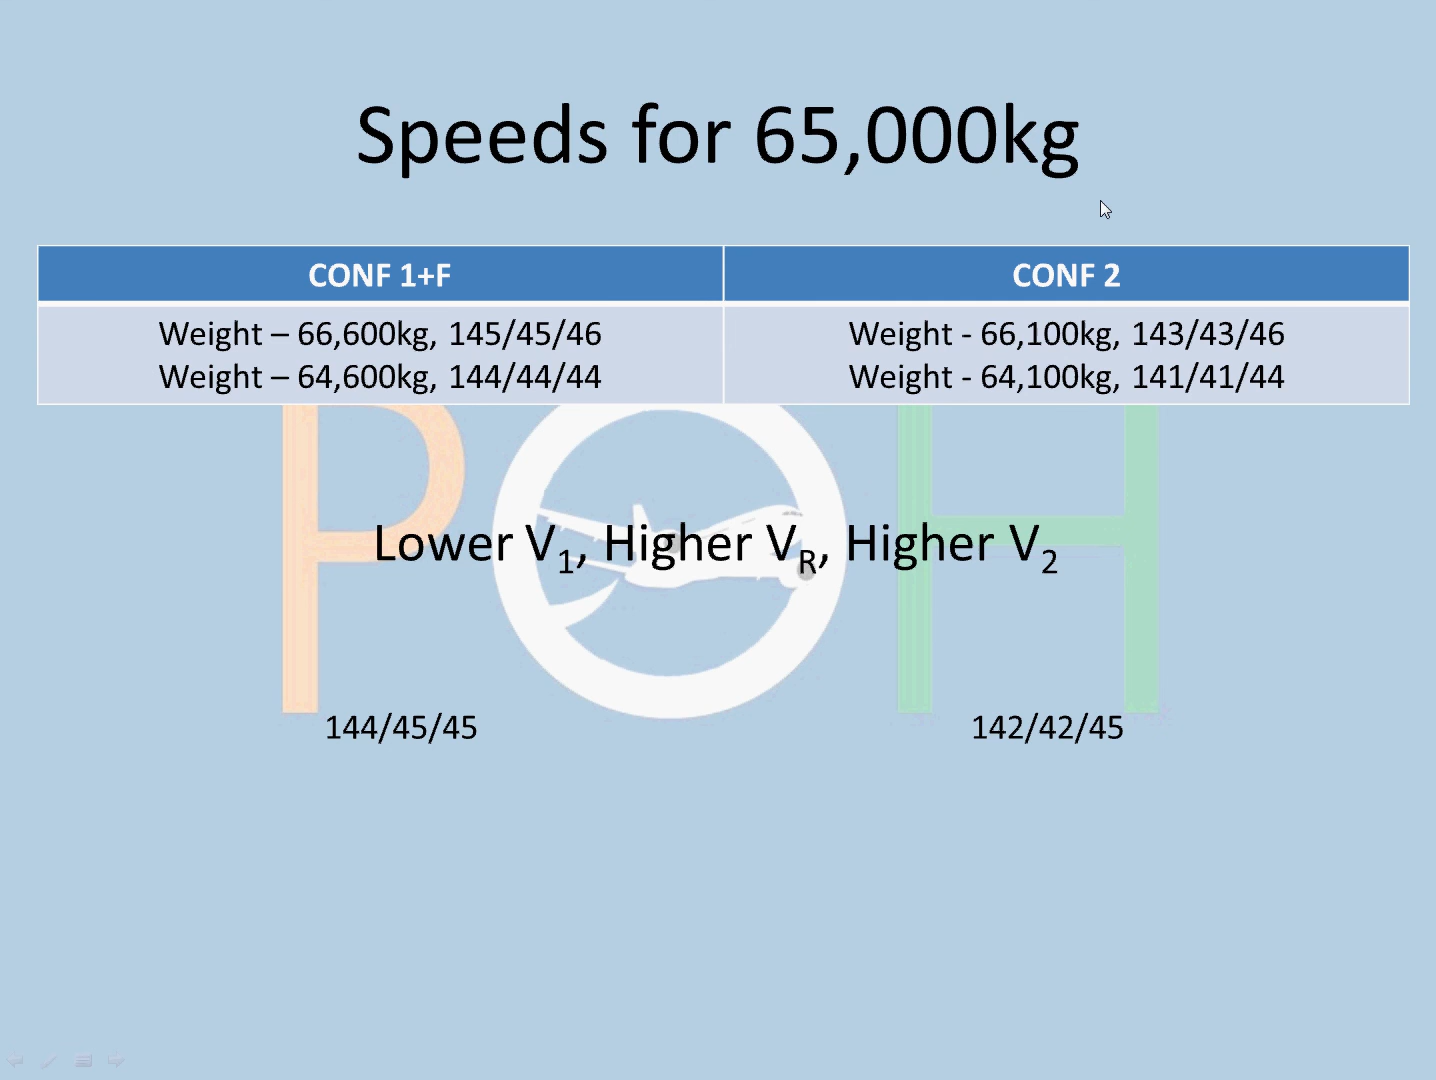 Speeds for 65,000kg
CONF 1+F
CONF 2
Weight – 66,600kg, 145/45/46
Weight – 64,600kg, 144/44/44
Weight - 66,100kg, 143/43/46
Weight - 64,100kg, 141/41/44
POH
Lower V1, Higher VR, Higher V2
144/45/45
142/42/45